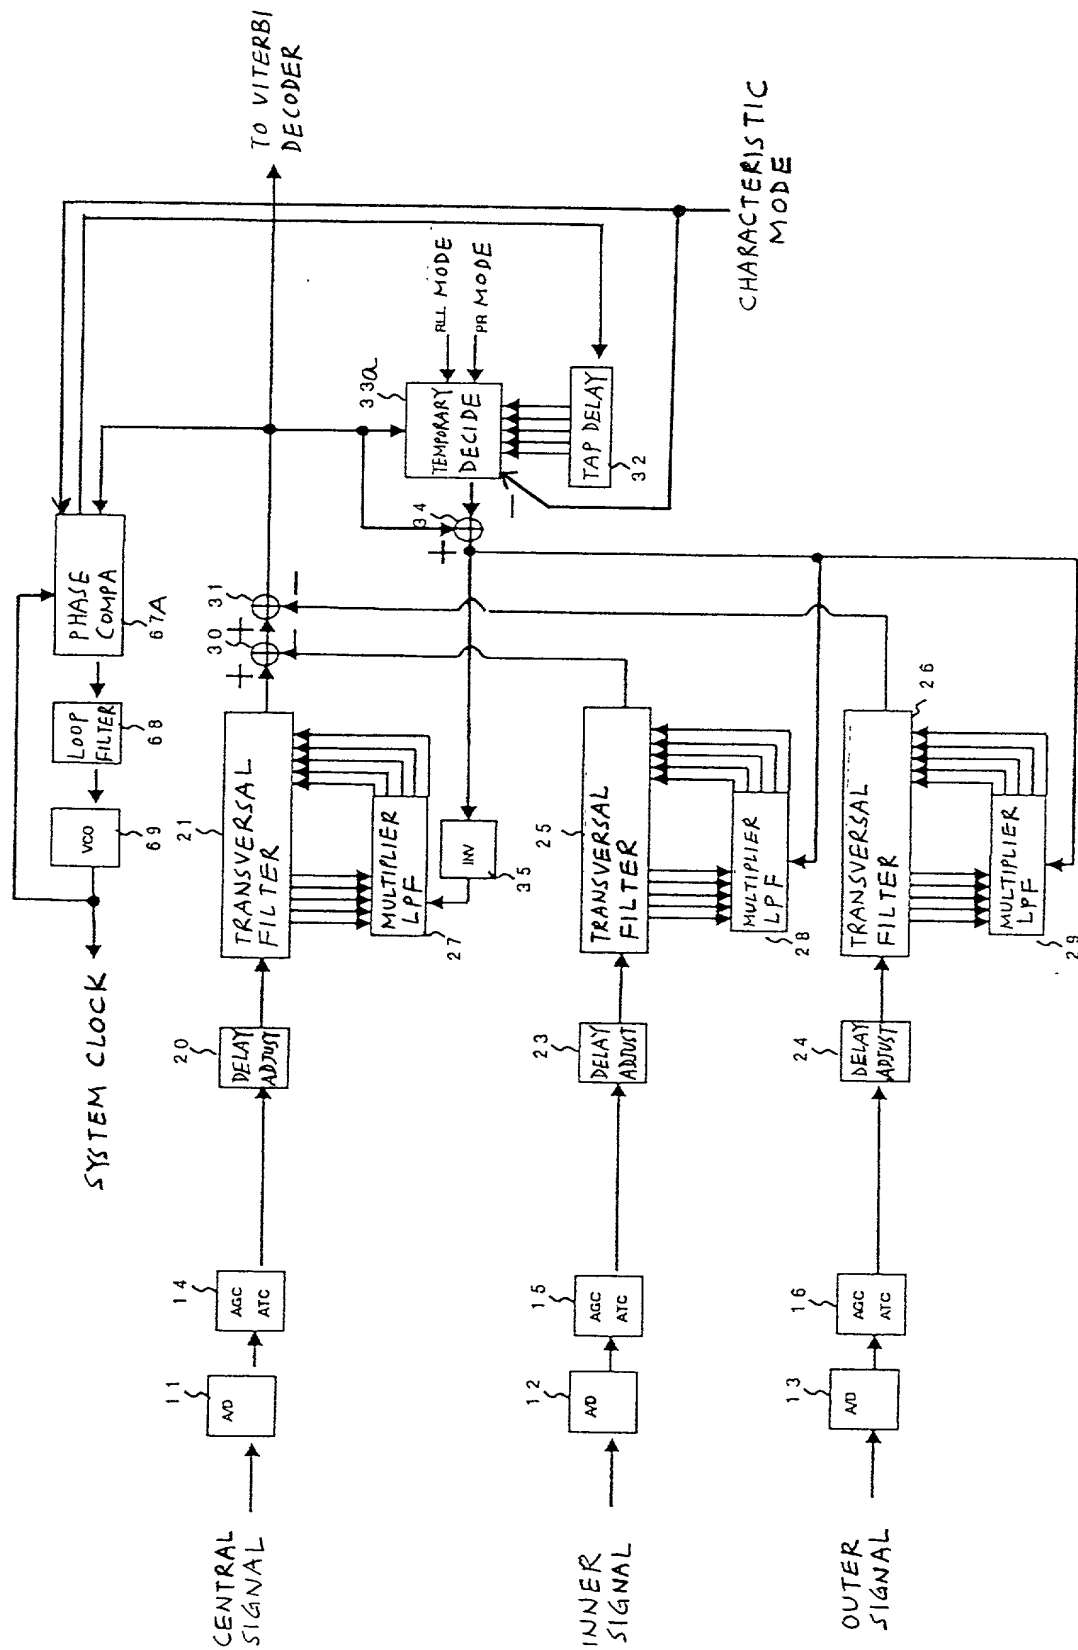 SYSTEM CLOCK
VCO
69
LOOP
FILTER
68
PHASE
COMPA
67A
CENTRAL
SIGNAL
11
A/D
14
AGC
ATC
20
DELAY
ADJUST
21
TRANSVERSAL
FILTER
MULTIPLIER
LPF
27
INV
35
+
30
−
+
31
−
TO VITERBI
DECODER
+
34
−
33a
TEMPORARY
DECIDE
RLL MODE
PR MODE
TAP DELAY
32
CHARACTERISTIC
MODE
INNER
SIGNAL
12
A/D
15
AGC
ATC
23
DELAY
ADJUST
25
TRANSVERSAL
FILTER
MULTIPLIER
LPF
28
OUTER
SIGNAL
13
A/D
16
AGC
ATC
24
DELAY
ADJUST
TRANSVERSAL
FILTER
26
MULTIPLIER
LPF
29